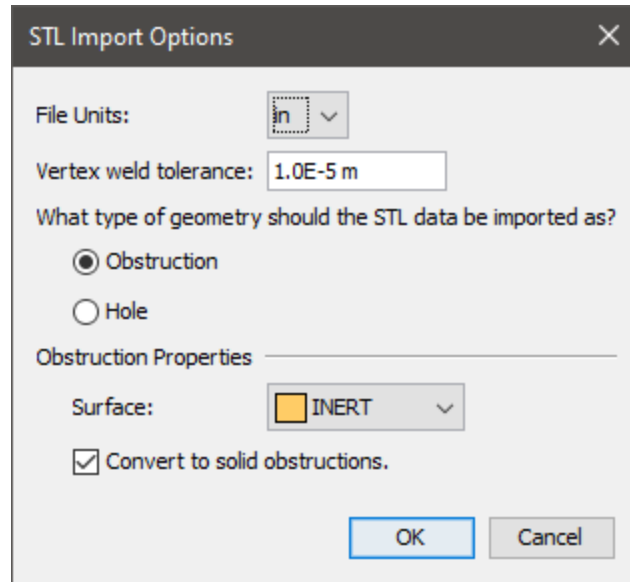 STL Import Options
File Units: in
Vertex weld tolerance: 1.0E-5 m
What type of geometry should the STL data be imported as?
Obstruction
Hole
Obstruction Properties
Surface: INERT
Convert to solid obstructions.
OK Cancel